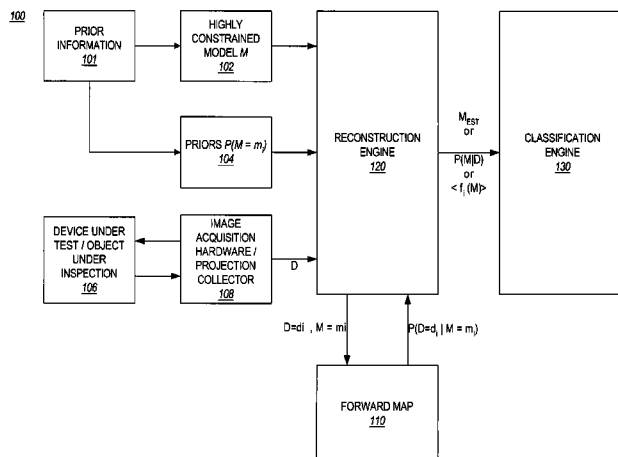 100
PRIOR
INFORMATION
101
HIGHLY
CONSTRAINED
MODEL M
102
PRIORS P(M = mi)
104
DEVICE UNDER
TEST / OBJECT
UNDER
INSPECTION
106
IMAGE
ACQUISITION
HARDWARE /
PROJECTION
COLLECTOR
108
D
RECONSTRUCTION
ENGINE
120
MEST
or
P(M|D)
or
< fi (M)>
CLASSIFICATION
ENGINE
130
D=di , M = mi
P(D=di | M = mi)
FORWARD MAP
110